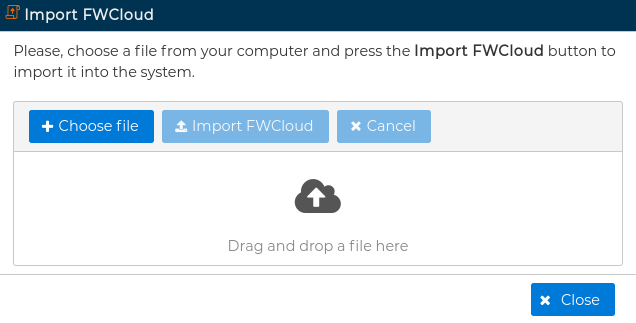 Import FWCloud
Please, choose a file from your computer and press the Import FWCloud button to
import it into the system.
Choose file Import FWCloud Cancel
Drag and drop a file here
Close